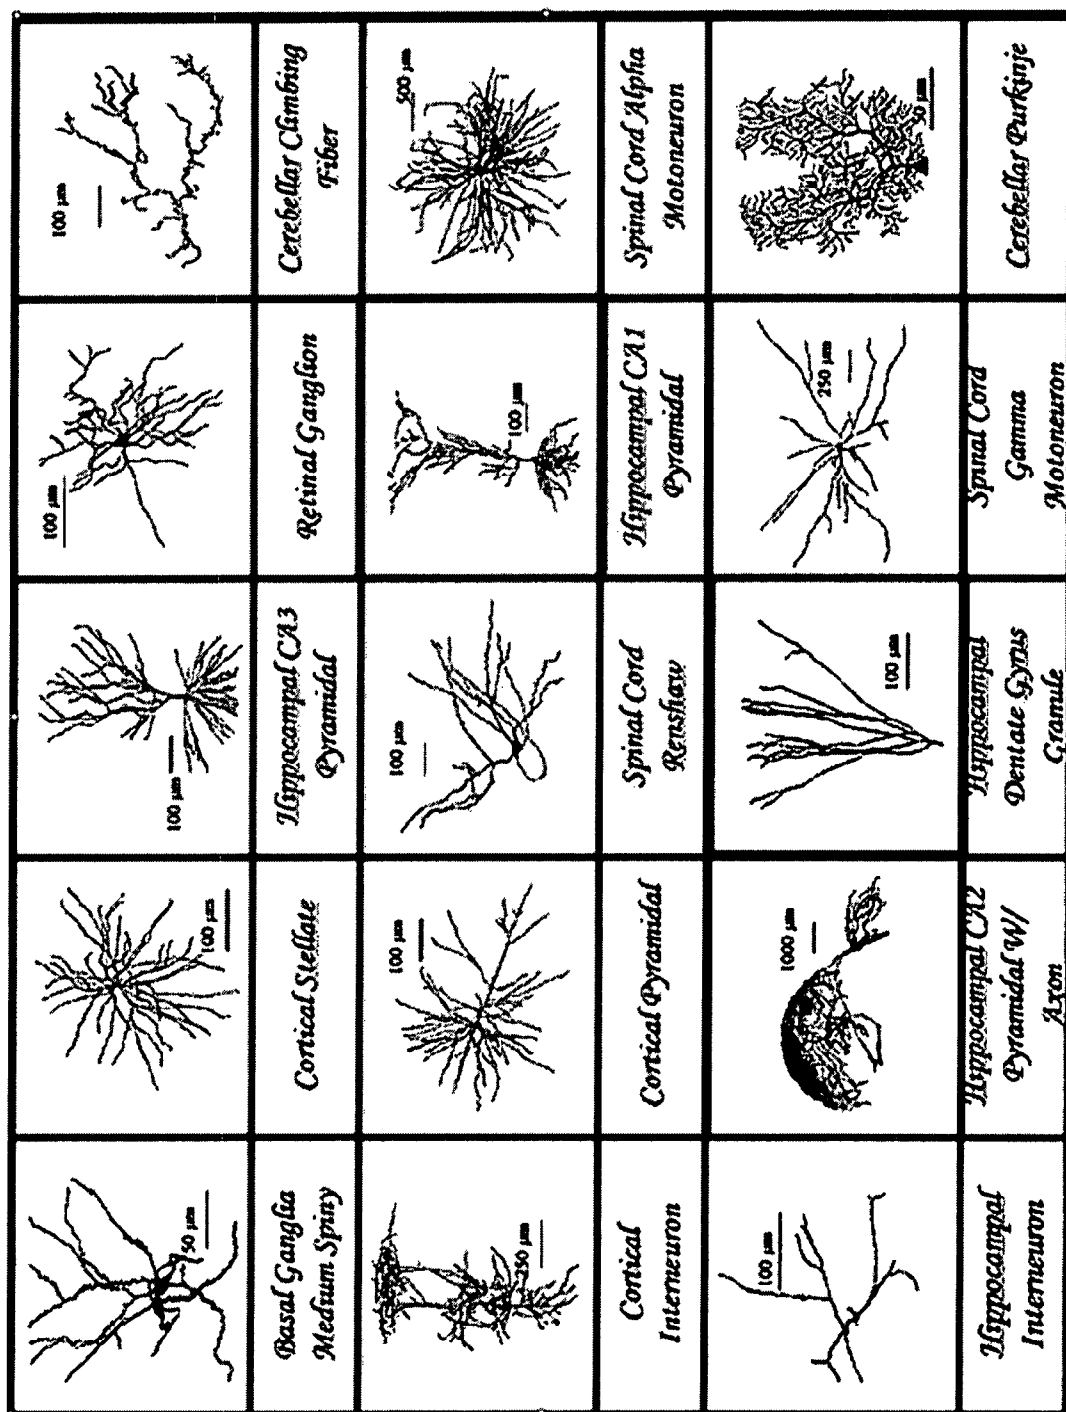 50 µm
100 µm
100 µm
100 µm
100 µm
Basal Ganglia
Medium Spiny
Cortical Stellate
Hippocampal CA3
Pyramidal
Retinal Ganglion
Cerebellar Climbing
Fiber
250 µm
100 µm
100 µm
100 µm
500 µm
Cortical
Interneuron
Cortical Pyramidal
Spinal Cord
Renshaw
Hippocampal CA1
Pyramidal
Spinal Cord Alpha
Motoneuron
100 µm
1000 µm
100 µm
250 µm
50 µm
Hippocampal
Interneuron
Hippocampal CA2
Pyramidal W/
Axon
Hippocampal
Dentate Gyrus
Granule
Spinal Cord
Gamma
Motoneuron
Cerebellar Purkinje